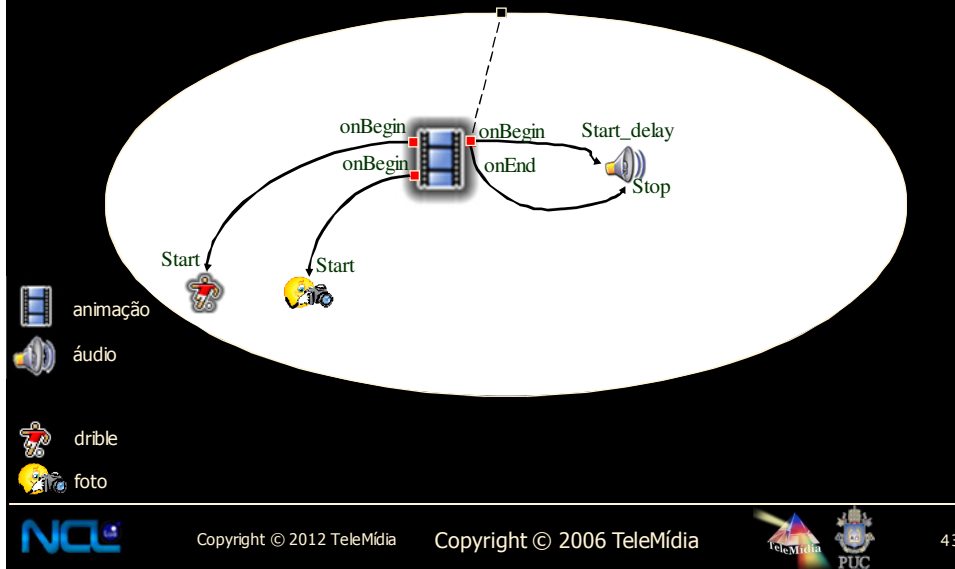 onBegin
onBegin
Start_delay
onBegin
onEnd
Stop
Start
Start
animação
áudio
drible
foto
NCL
Copyright © 2012 TeleMídia
Copyright © 2006 TeleMídia
TeleMídia
PUC
43